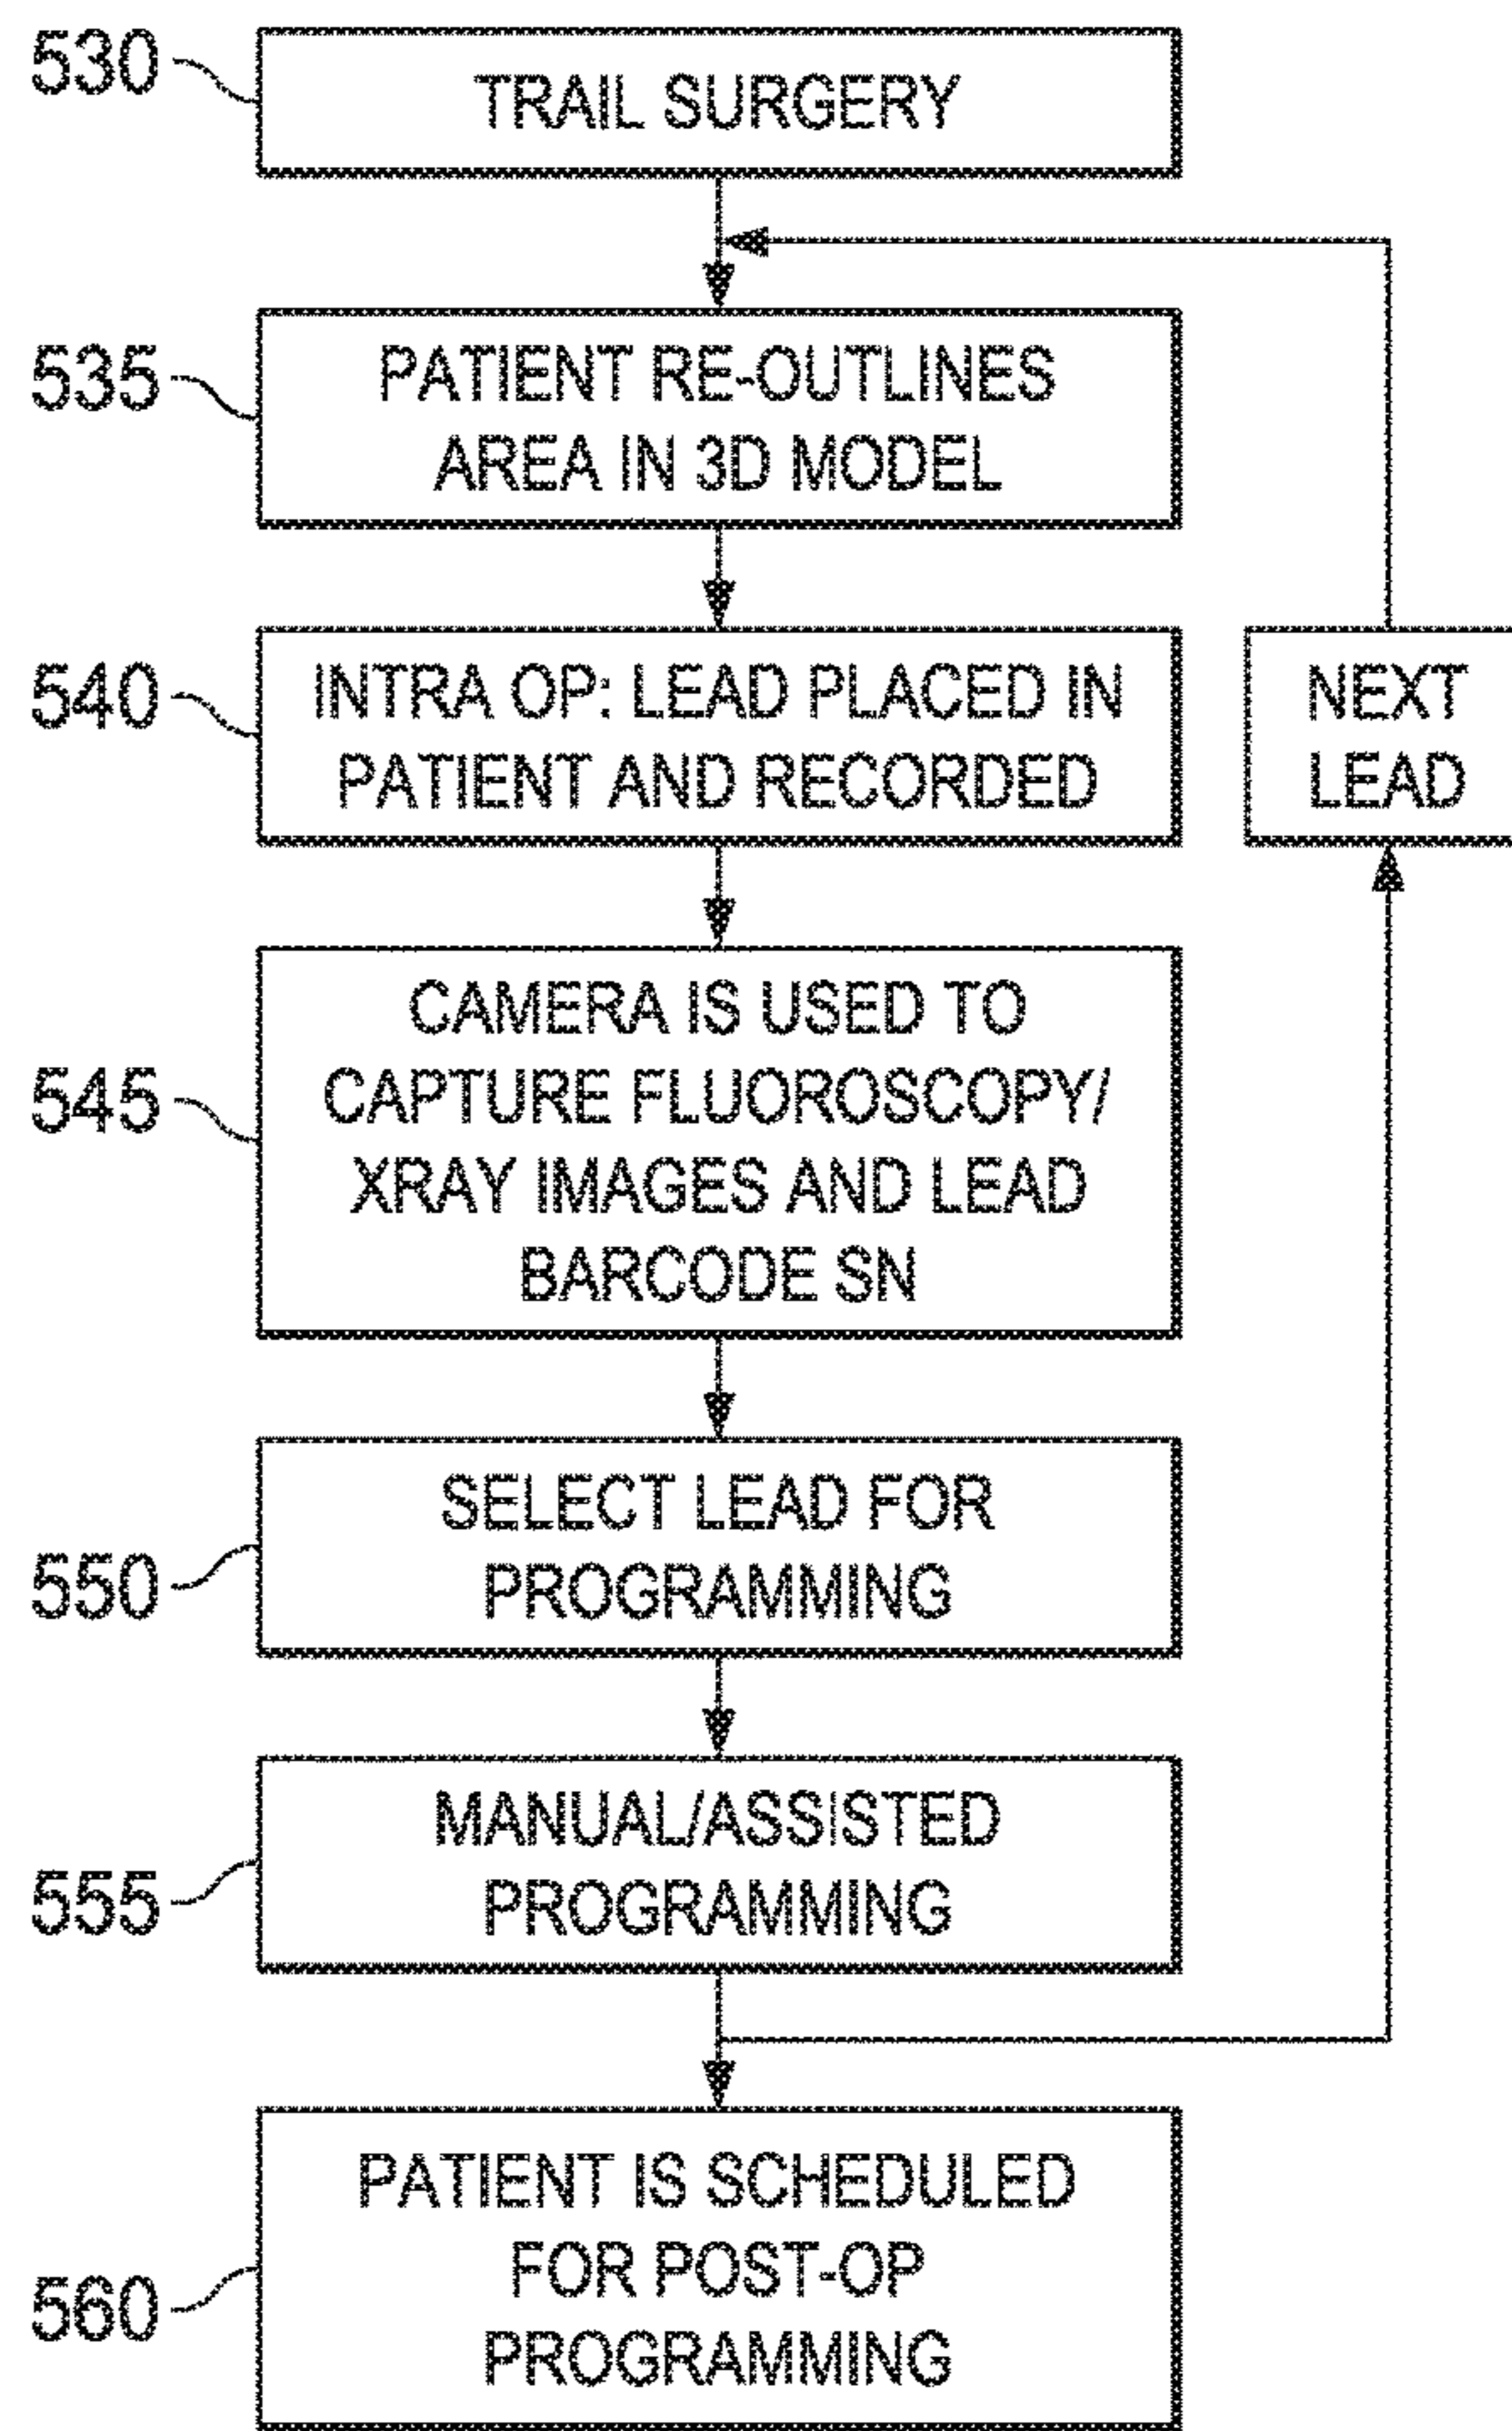 530
TRAIL SURGERY
535
PATIENT RE-OUTLINES
AREA IN 3D MODEL
540
INTRA OP: LEAD PLACED IN
PATIENT AND RECORDED
NEXT
LEAD
545
CAMERA IS USED TO
CAPTURE FLUOROSCOPY/
XRAY IMAGES AND LEAD
BARCODE SN
550
SELECT LEAD FOR
PROGRAMMING
555
MANUAL/ASSISTED
PROGRAMMING
560
PATIENT IS SCHEDULED
FOR POST-OP
PROGRAMMING